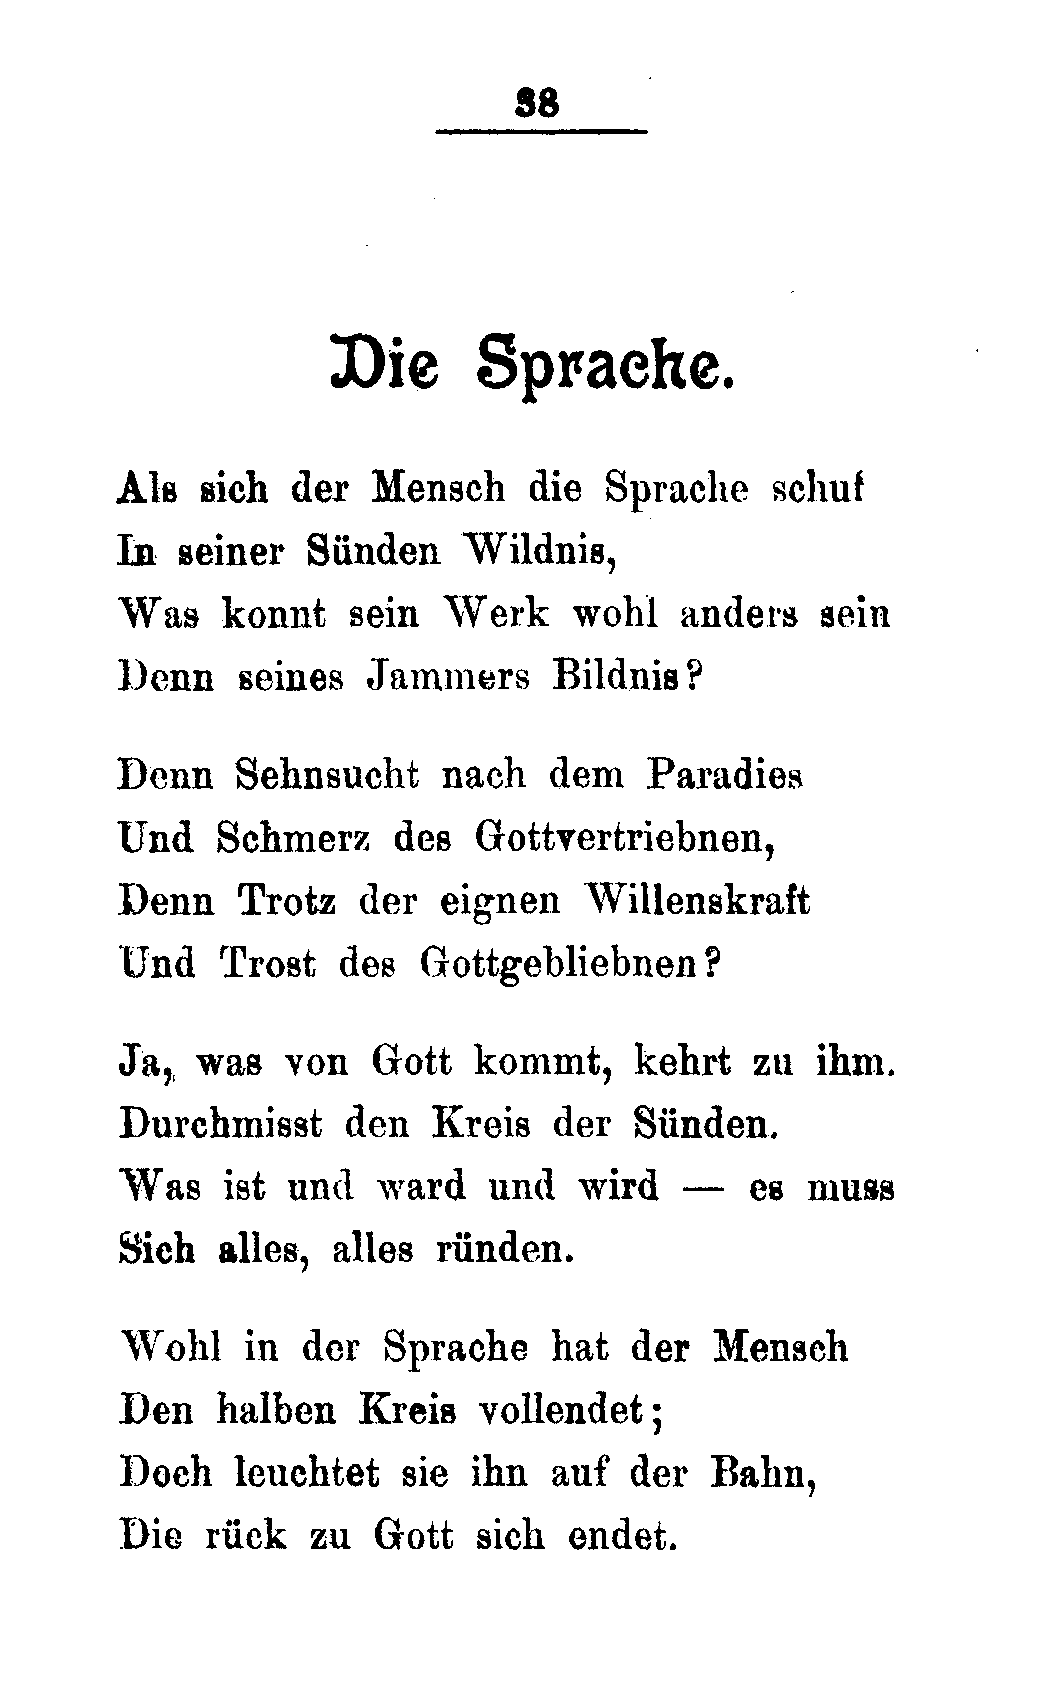 38
Die Sprache.
Als sich der Mensch die Sprache schuf
In seiner Sünden Wildnis,
Was konnt sein Werk wohl anders sein
Denn seines Jammers Bildnis?
Denn Sehnsucht nach dem Paradies
Und Schmerz des Gottvertriebnen,
Denn Trotz der eignen Willenskraft
Und Trost des Gottgebliebnen?
Ja, was von Gott kommt, kehrt zu ihm.
Durchmisst den Kreis der Sünden.
Was ist und ward und wird — es muss
Sich alles, alles ründen.
Wohl in der Sprache hat der Mensch
Den halben Kreis vollendet;
Doch leuchtet sie ihn auf der Bahn,
Die rück zu Gott sich endet.